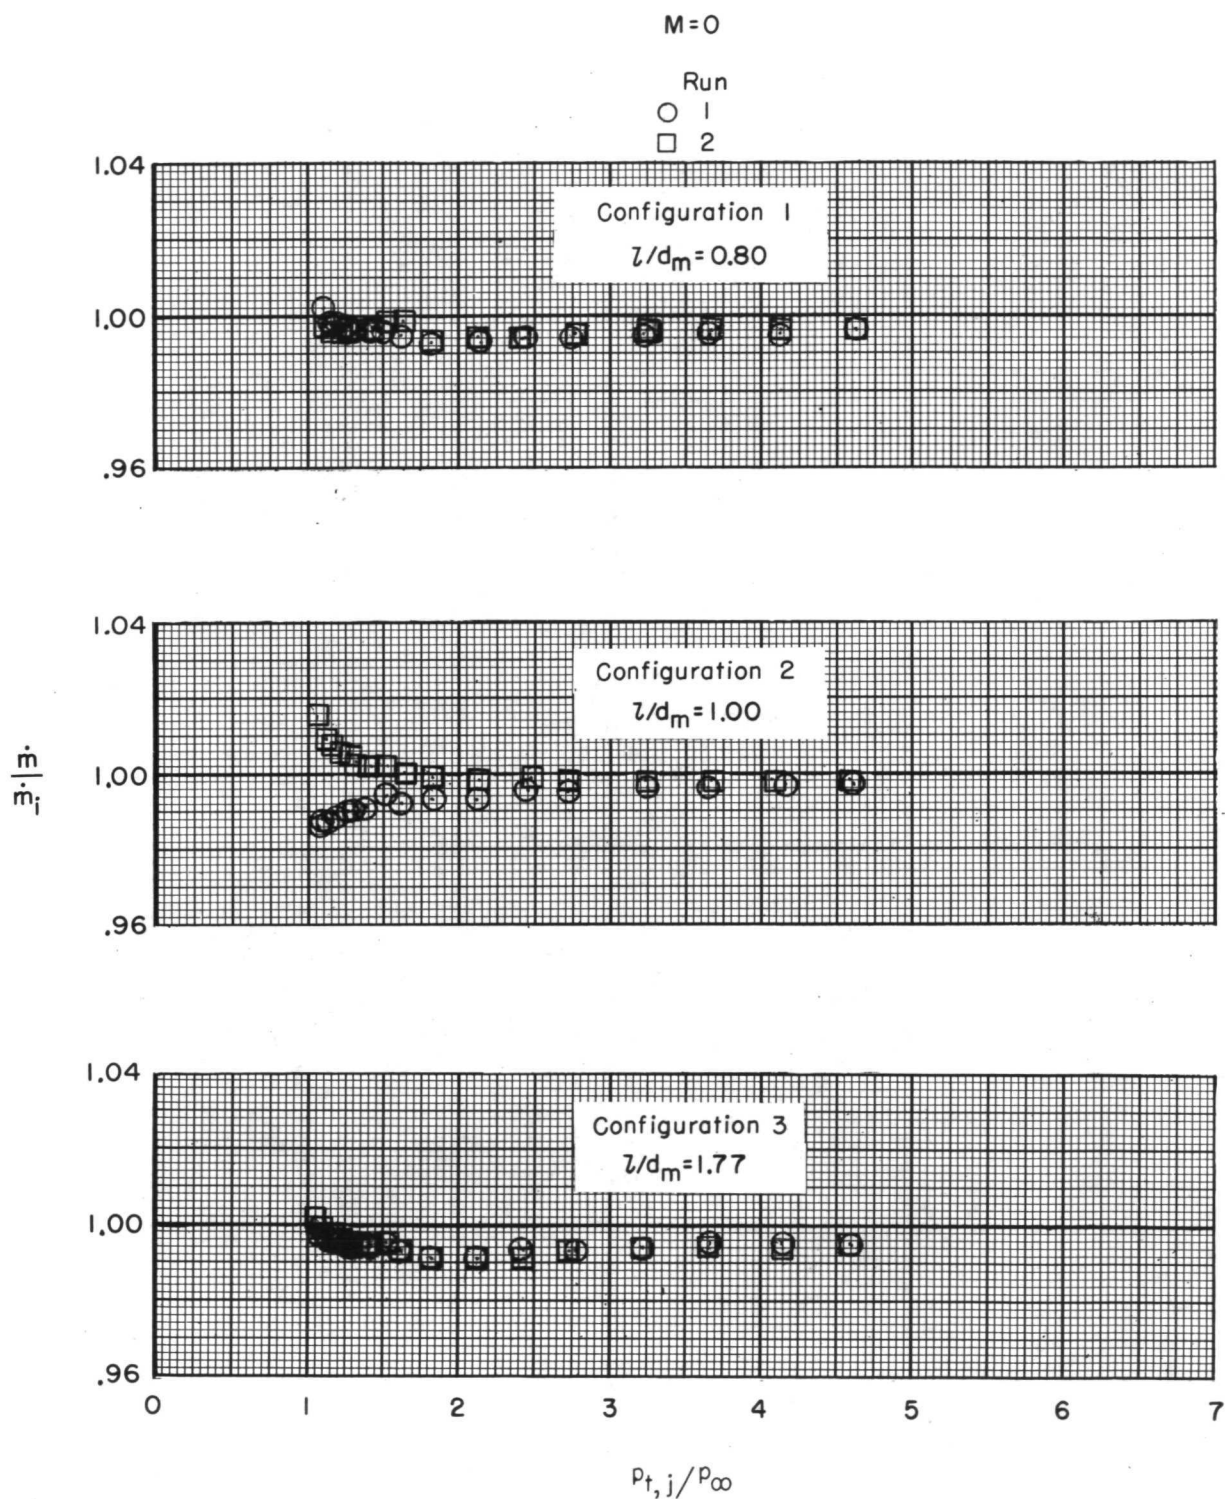 M=0
Run
○ 1
□ 2
1.04
1.00
.96
Configuration 1
l/dm=0.80
1.04
1.00
.96
Configuration 2
l/dm=1.00
ṁ
ṁi
1.04
1.00
.96
Configuration 3
l/dm=1.77
0 1 2 3 4 5 6 7
pt,j/p∞